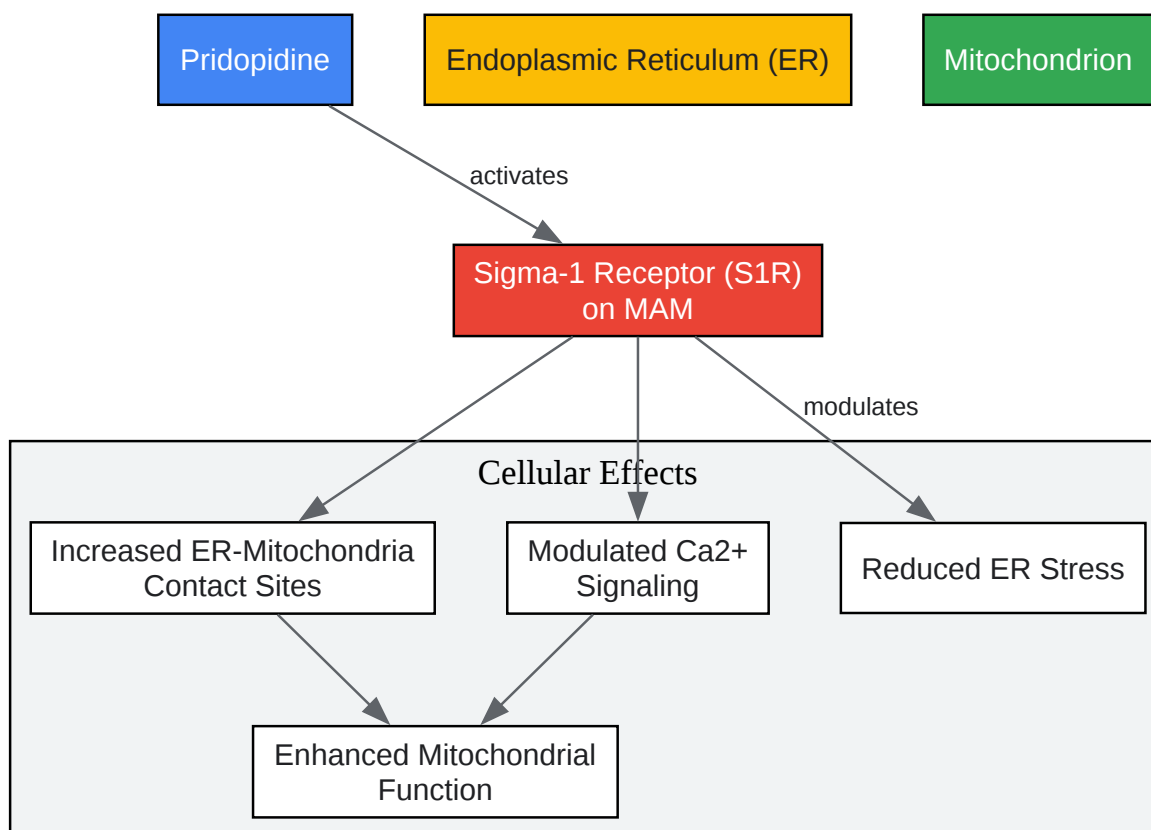 Pridopidine
Endoplasmic Reticulum (ER)
Mitochondrion
activates
Sigma-1 Receptor (S1R)
on MAM
modulates
Cellular Effects
Increased ER-Mitochondria
Contact Sites
Modulated Ca2+
Signaling
Reduced ER Stress
Enhanced Mitochondrial
Function